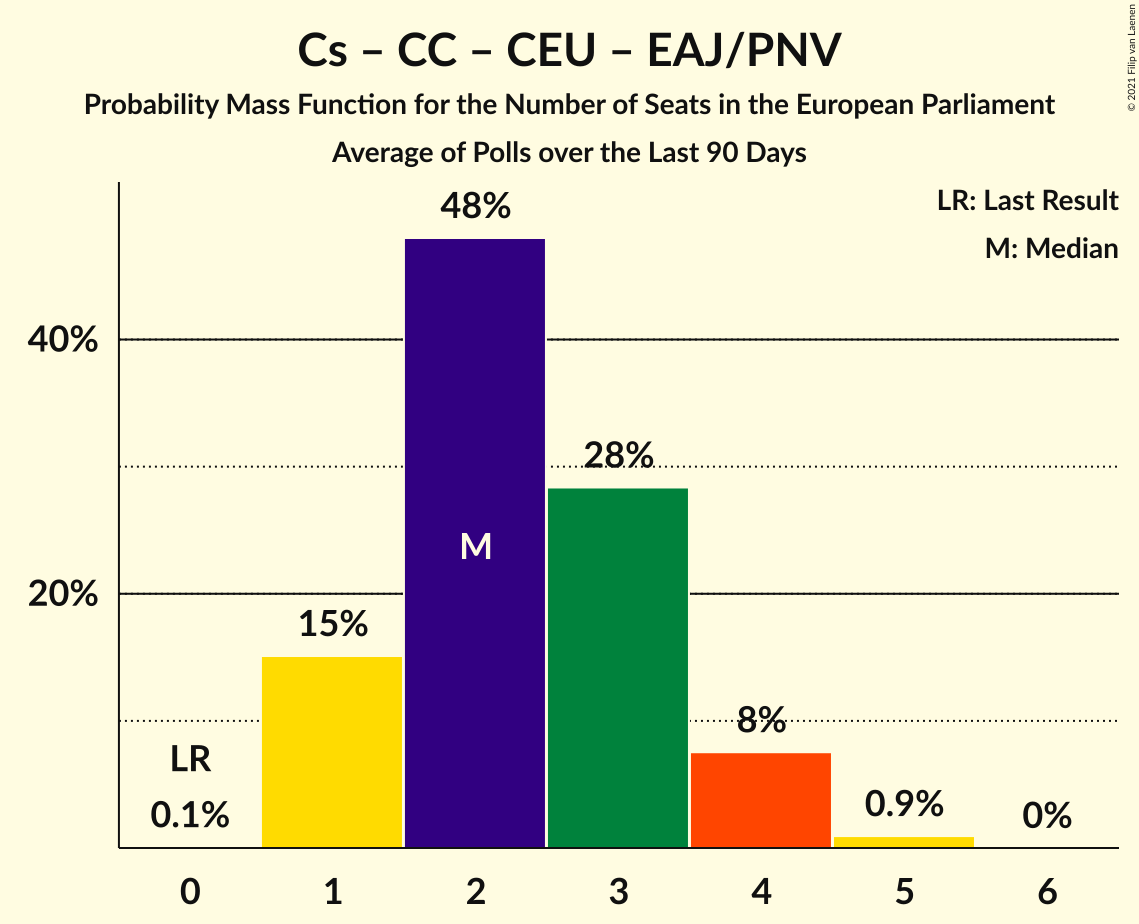 Cs – CC – CEU – EAJ/PNV
Probability Mass Function for the Number of Seats in the European Parliament
Average of Polls over the Last 90 Days
© 2021 Filip van Laenen
LR: Last Result
M: Median
48%
40%
28%
M
20%
15%
8%
LR
0.1%
0.9%
0%
0 1 2 3 4 5 6